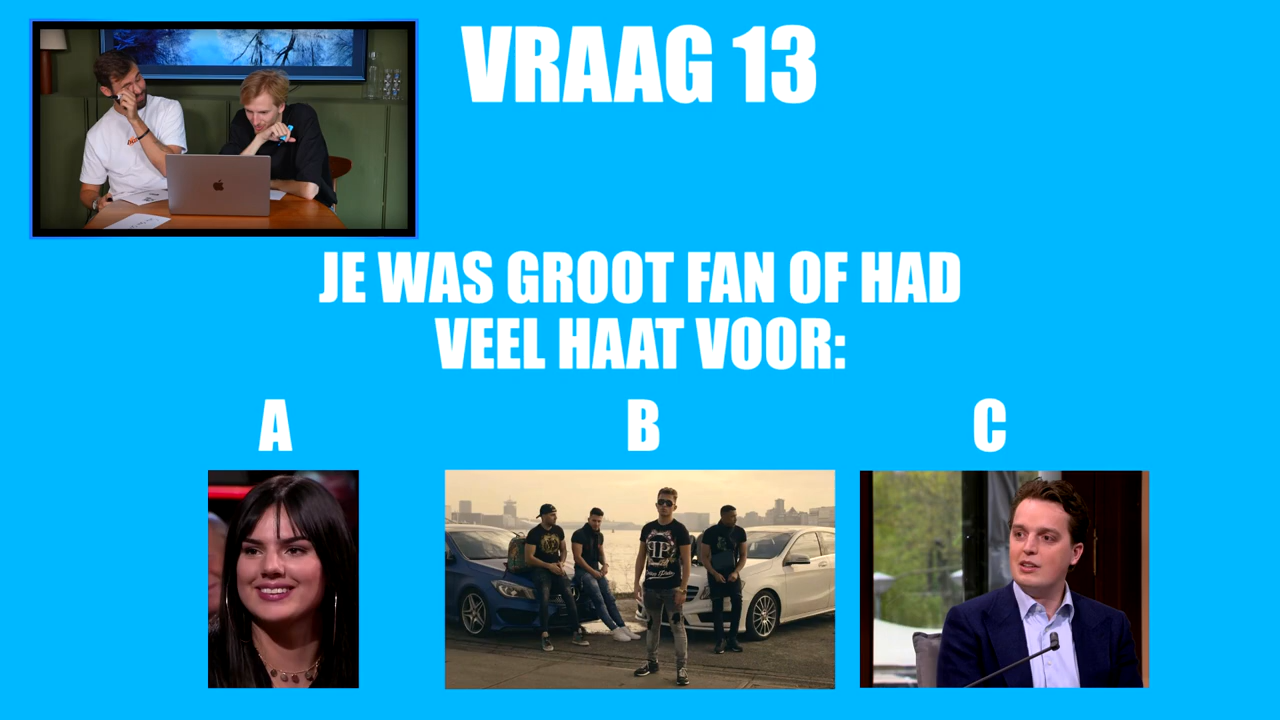 VRAAG 13
JE WAS GROOT FAN OF HAD
VEEL HAAT VOOR:
A
B
C